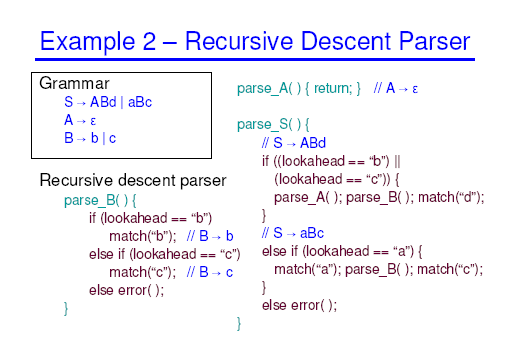 Example 2 – Recursive Descent Parser
Grammar
S → ABd | aBc
A → ε
B → b | c
Recursive descent parser
parse_B( ) {
if (lookahead == “b”)
match(“b”);   // B → b
else if (lookahead == “c”)
match(“c”);   // B → c
else error( );
}
parse_A( ) { return; }   // A → ε
parse_S( ) {
// S → ABd
if ((lookahead == “b”) ||
(lookahead == “c”)) {
parse_A( ); parse_B( ); match(“d”);
}
// S → aBc
else if (lookahead == “a”) {
match(“a”); parse_B( ); match(“c”);
}
else error( );
}